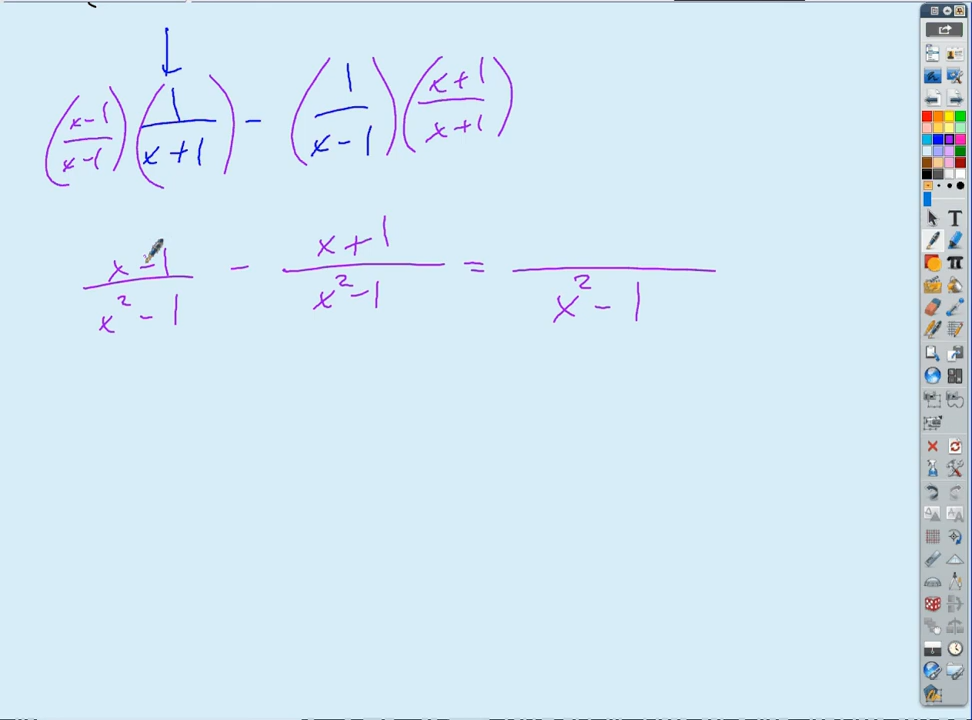 (x-1/x-1)(1/x+1) - (1/x-1)(x+1/x+1)
x-1/x²-1 - x+1/x²-1 = /x²-1